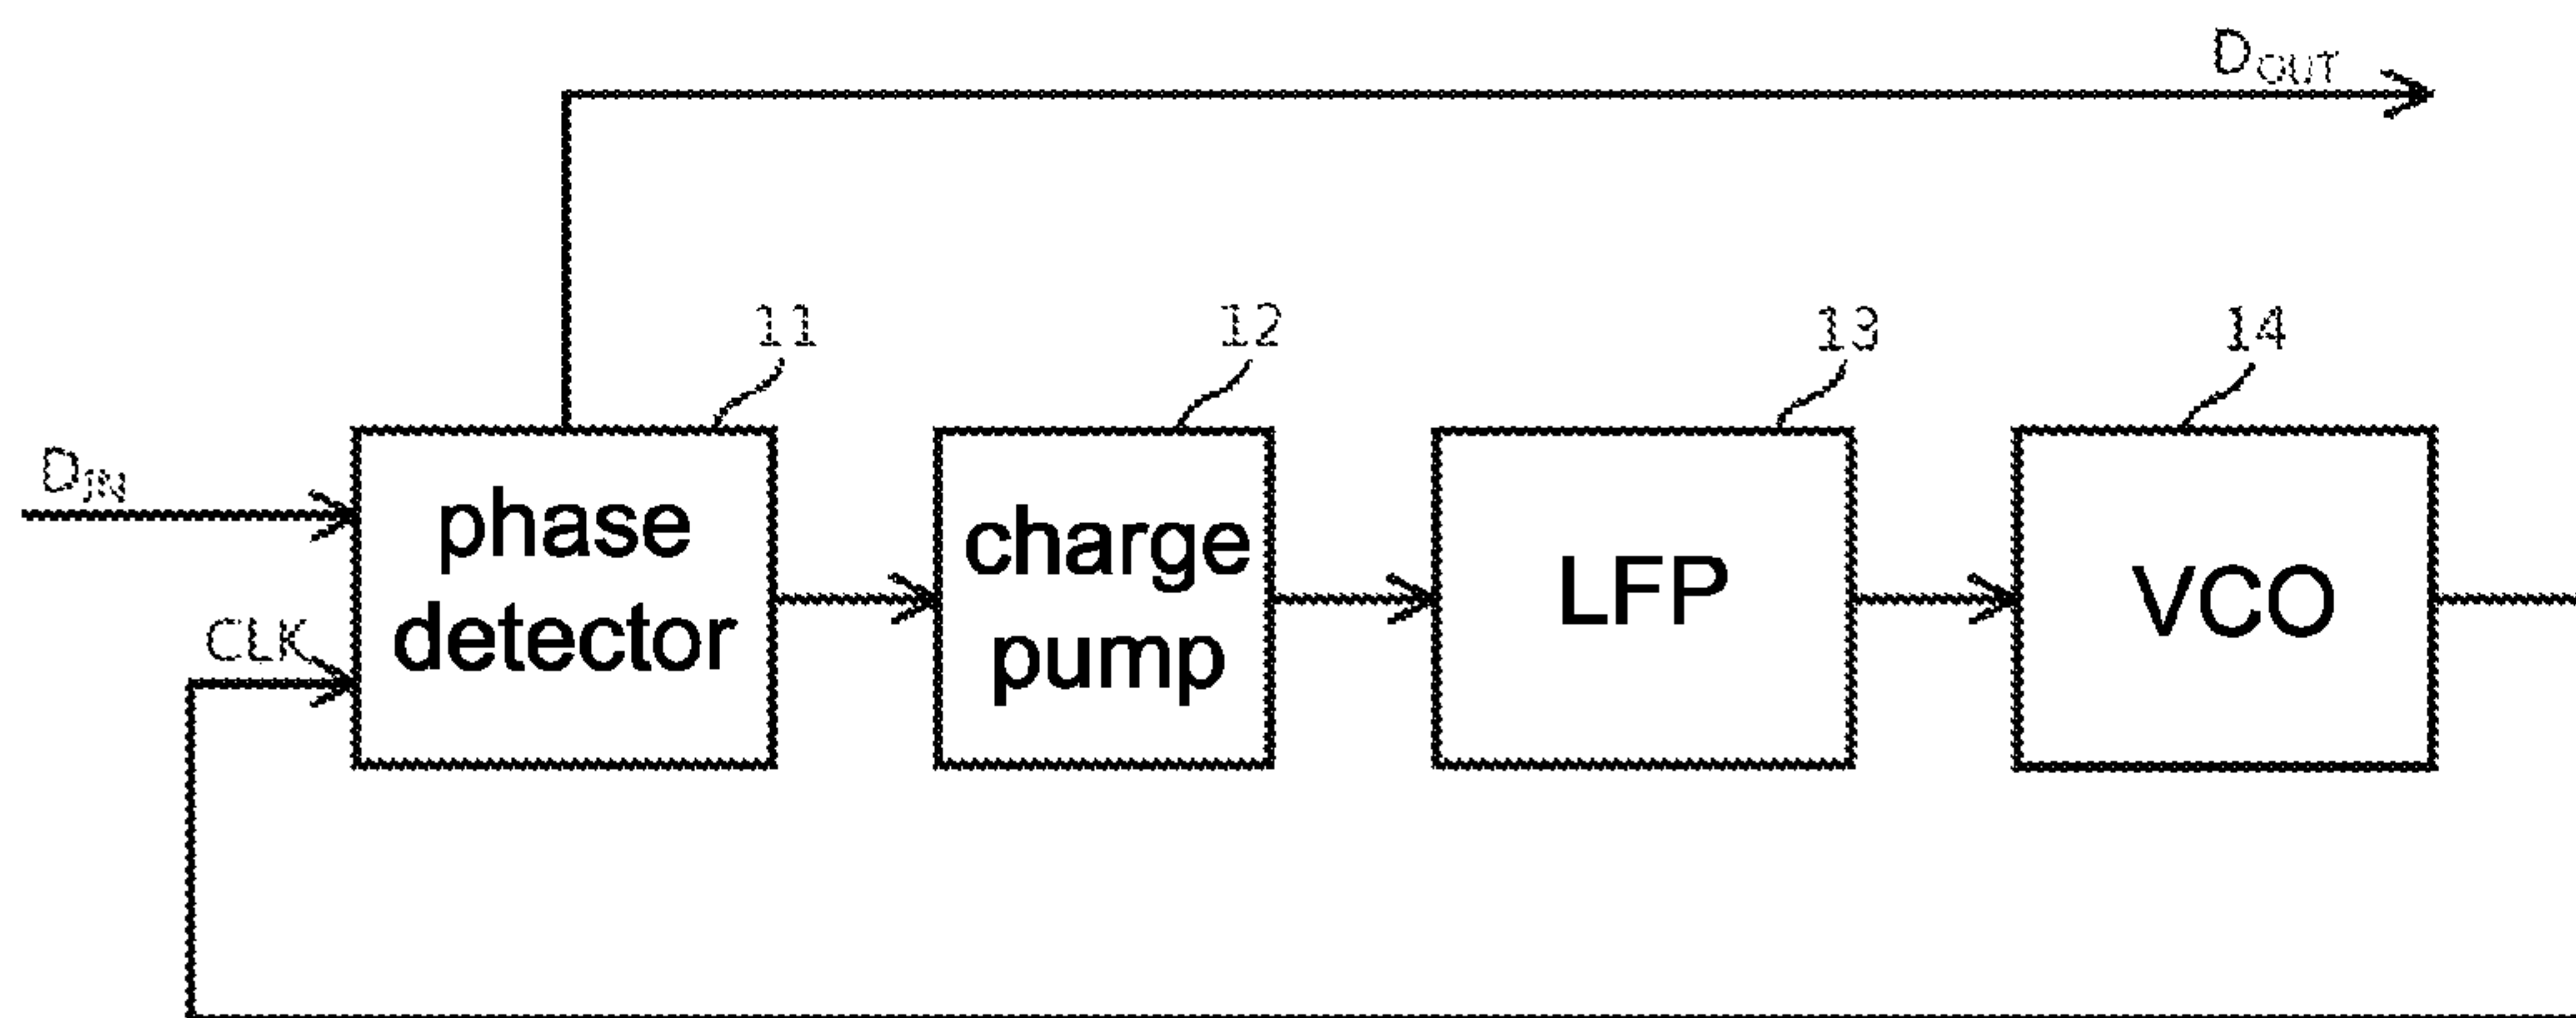 DOUT
11
12
13
14
DIN
phase
detector
charge
pump
LFP
VCO
CLK